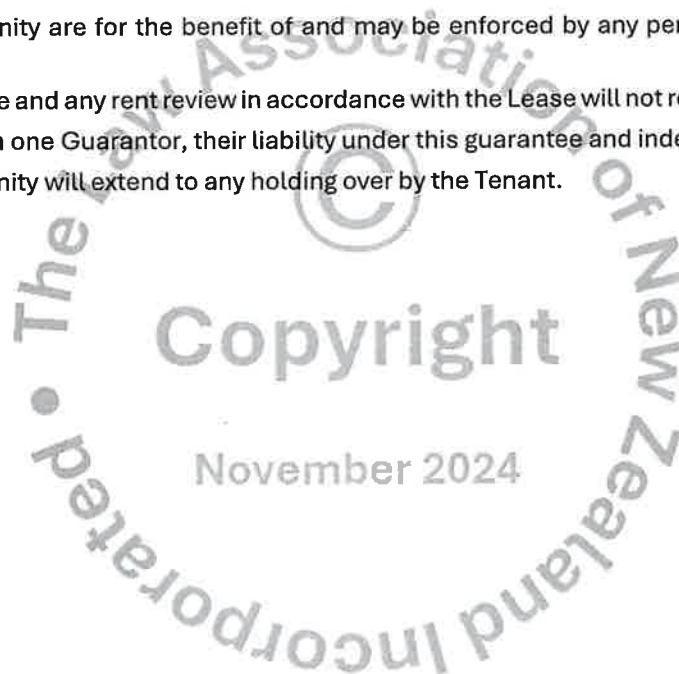 nity are for the benefit of and may be enforced by any per
e and any rent review in accordance with the Lease will not r
n one Guarantor, their liability under this guarantee and inde
nity will extend to any holding over by the Tenant.
• The Law Association of New Zealand Incorporated
©
Copyright
November 2024